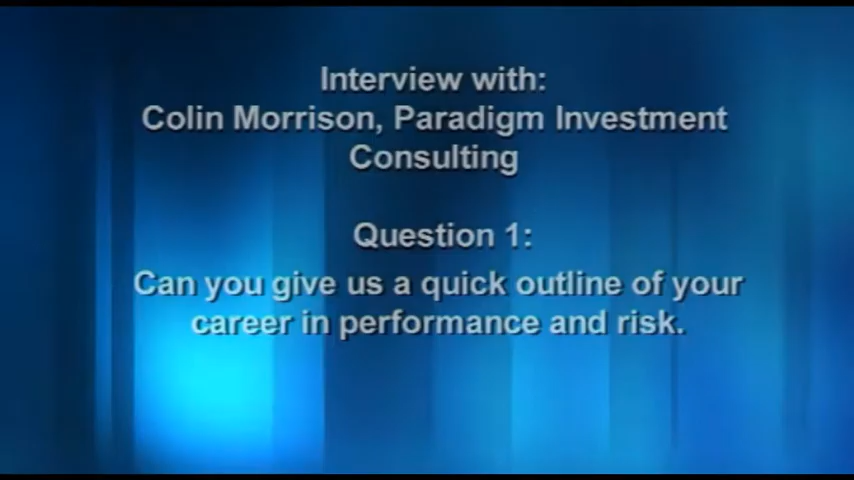 Interview with:
Colin Morrison, Paradigm Investment
Consulting
Question 1:
Can you give us a quick outline of your
career in performance and risk.